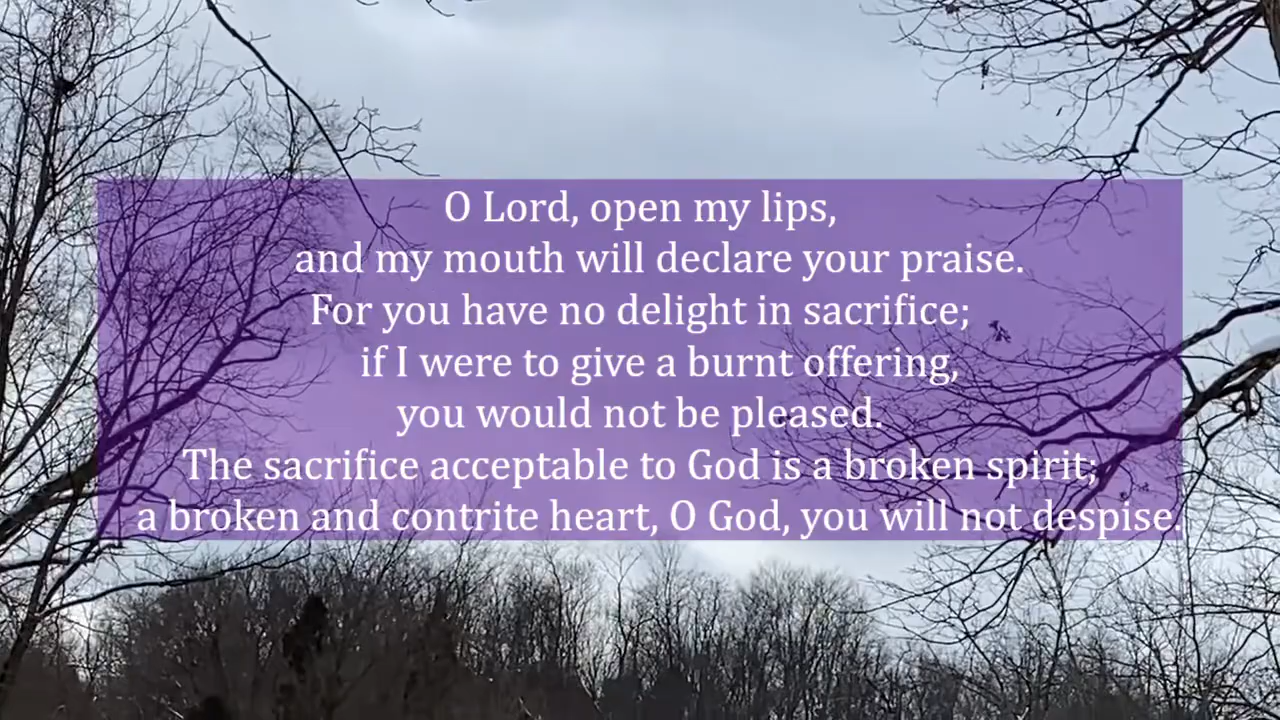 O Lord, open my lips,
and my mouth will declare your praise.
For you have no delight in sacrifice;
if I were to give a burnt offering,
you would not be pleased.
The sacrifice acceptable to God is a broken spirit;
a broken and contrite heart, O God, you will not despise.